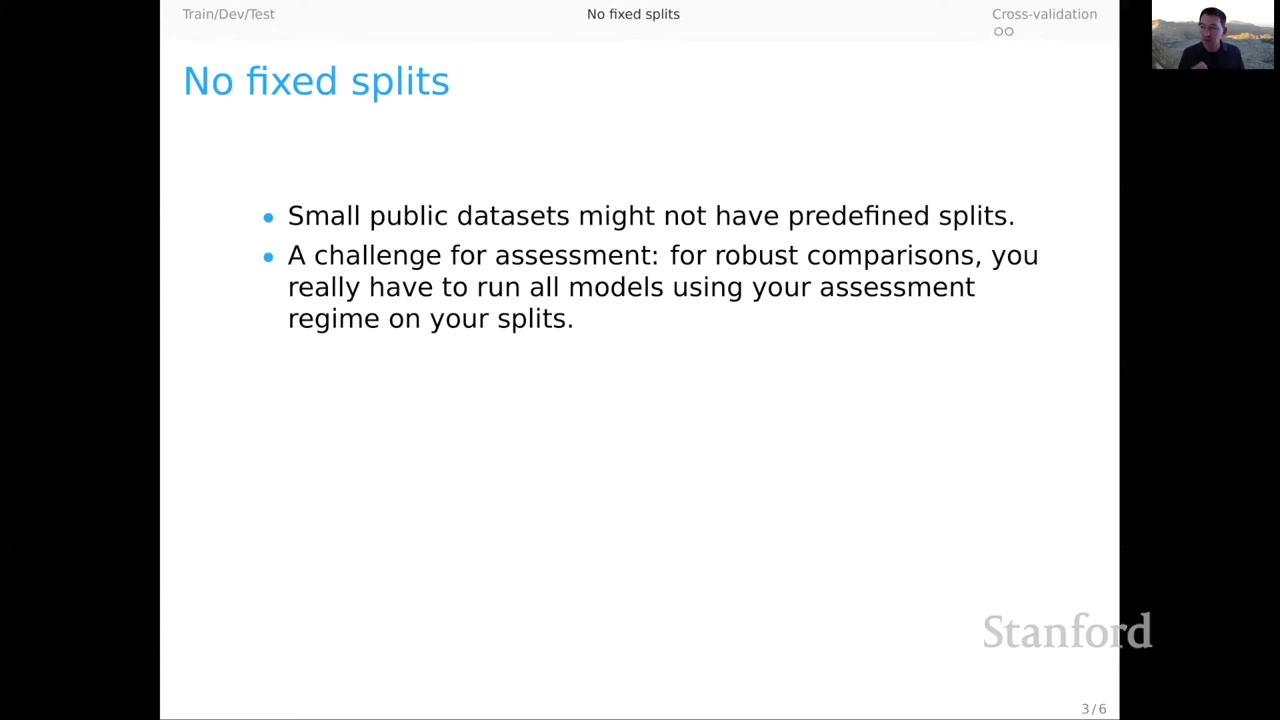 Train/Dev/Test
No fixed splits
Cross-validation
No fixed splits
• Small public datasets might not have predefined splits.
• A challenge for assessment: for robust comparisons, you
really have to run all models using your assessment
regime on your splits.
Stanford
3 / 6